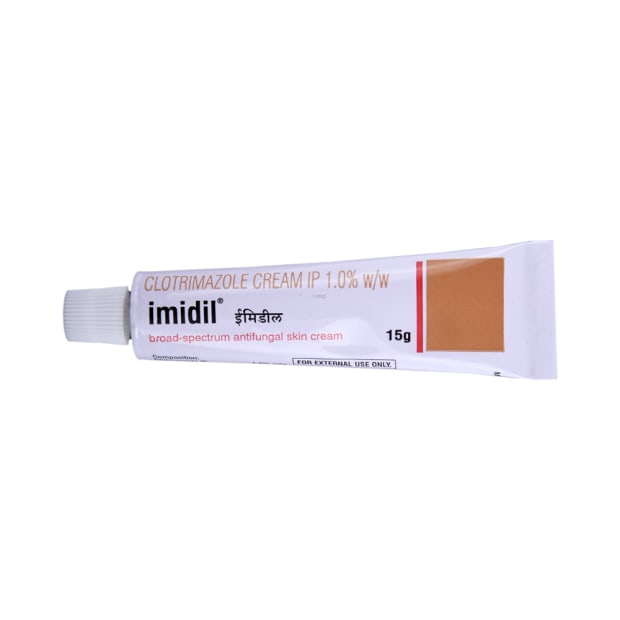 CLOTRIMAZOLE CREAM IP 1.0% w/w
imidil® ईमिडील
broad-spectrum antifungal skin cream 15g
Composition:
FOR EXTERNAL USE ONLY.